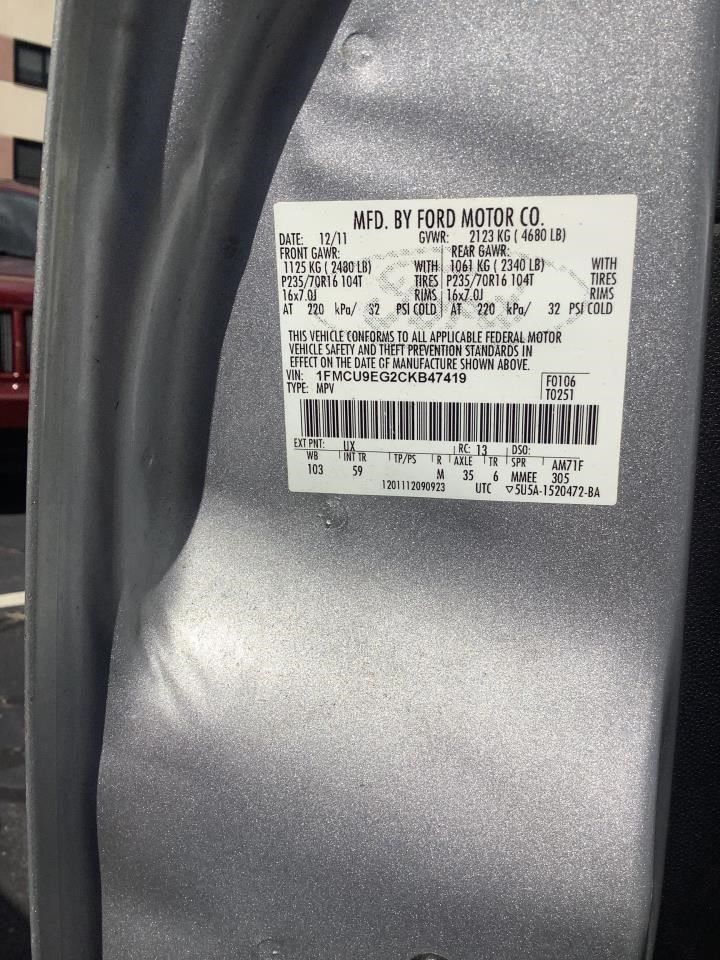 MFD. BY FORD MOTOR CO.
DATE: 12/11 GVWR: 2123 KG ( 4680 LB)
FRONT GAWR: REAR GAWR:
1125 KG ( 2480 LB) WITH 1061 KG ( 2340 LB) WITH
P235/70R16 104T TIRES P235/70R16 104T TIRES
16x7.0J RIMS 16x7.0J RIMS
AT 220 kPa/ 32 PSI COLD AT 220 kPa/ 32 PSI COLD
THIS VEHICLE CONFORMS TO ALL APPLICABLE FEDERAL MOTOR
VEHICLE SAFETY AND THEFT PREVENTION STANDARDS IN
EFFECT ON THE DATE OF MANUFACTURE SHOWN ABOVE.
VIN: 1FMCU9EG2CKB47419 F0106
TYPE: MPV T0251
EXT PNT: UX RC: 13 DSO:
WB INT TR TP/PS R AXLE TR SPR AM71F
103 59 M 35 6 MMEE 305
1201112090923 UTC ▽5U5A-1520472-BA